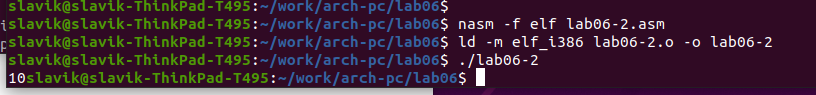 slavik@slavik-ThinkPad-T495:~/work/arch-pc/lab06$
slavik@slavik-ThinkPad-T495:~/work/arch-pc/lab06$ nasm -f elf lab06-2.asm
slavik@slavik-ThinkPad-T495:~/work/arch-pc/lab06$ ld -m elf_i386 lab06-2.o -o lab06-2
slavik@slavik-ThinkPad-T495:~/work/arch-pc/lab06$ ./lab06-2
10slavik@slavik-ThinkPad-T495:~/work/arch-pc/lab06$